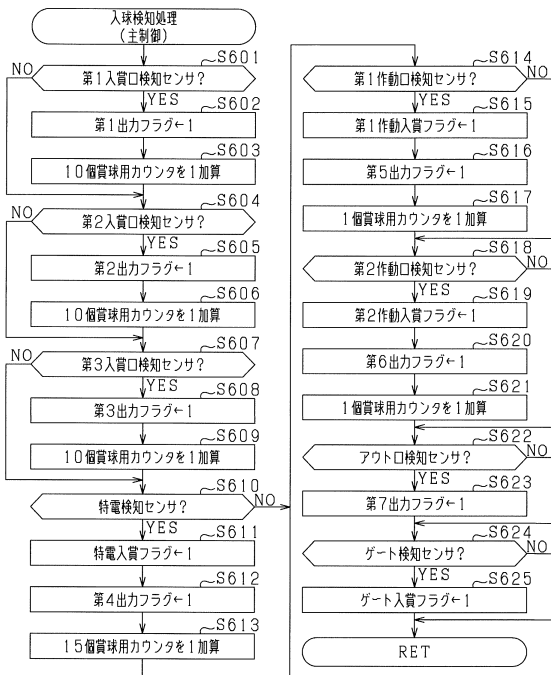 入球検知処理
(主制御)
S601
第1入賞口検知センサ?
NO
YES
S602
第1出力フラグ←1
S603
10個賞球用カウンタを1加算
S604
NO
第2入賞口検知センサ?
YES
S605
第2出力フラグ←1
S606
10個賞球用カウンタを1加算
S607
NO
第3入賞口検知センサ?
YES
S608
第3出力フラグ←1
S609
10個賞球用カウンタを1加算
S610
特電検知センサ?
NO
YES
S611
特電入賞フラグ←1
S612
第4出力フラグ←1
S613
15個賞球用カウンタを1加算
S614
第1作動口検知センサ?
NO
YES
S615
第1作動入賞フラグ←1
S616
第5出力フラグ←1
S617
1個賞球用カウンタを1加算
S618
第2作動口検知センサ?
NO
YES
S619
第2作動入賞フラグ←1
S620
第6出力フラグ←1
S621
1個賞球用カウンタを1加算
S622
アウト口検知センサ?
NO
YES
S623
第7出力フラグ←1
S624
ゲート検知センサ?
NO
YES
S625
ゲート入賞フラグ←1
RET